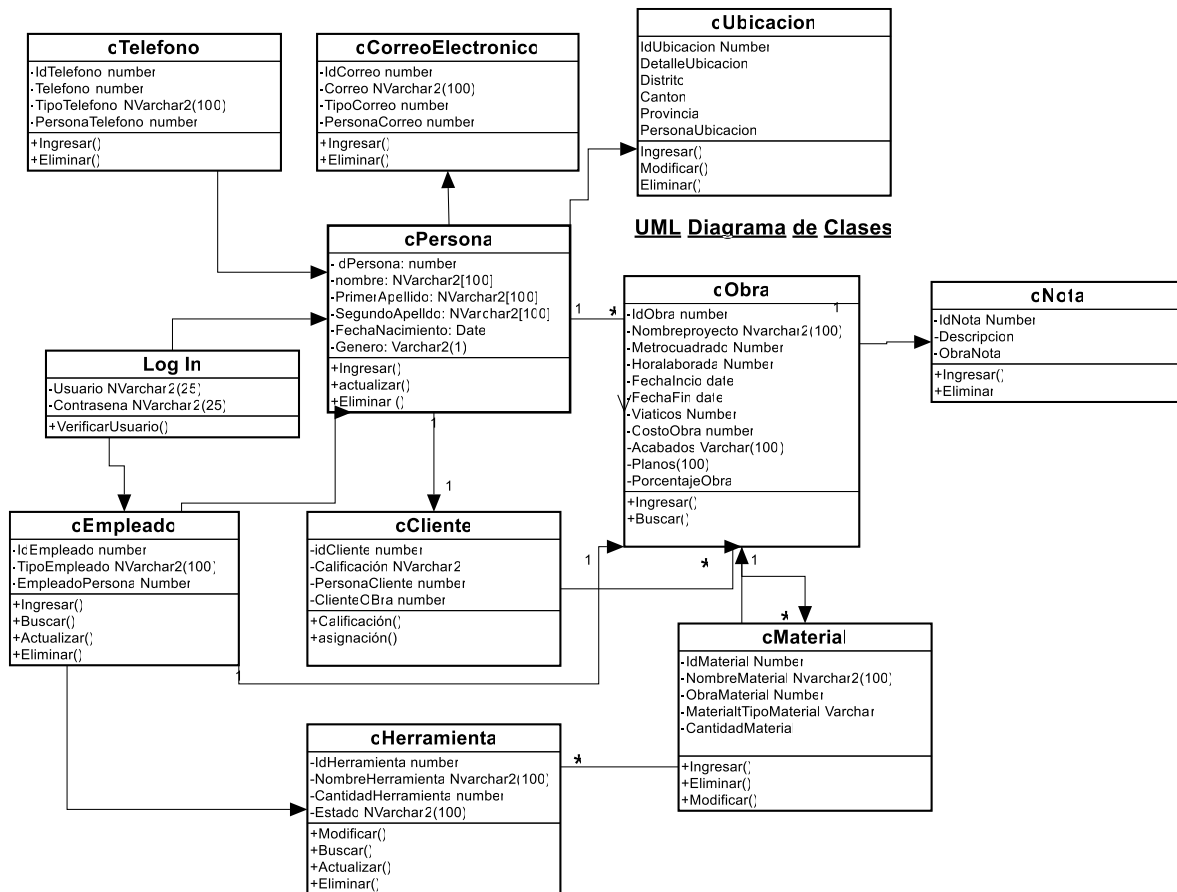 cTelefono
-IdTelefono number
-Telefono number
-TipoTelefono NVarchar2(100)
-PersonaTelefono number
+Ingresar()
+Eliminar()
cCorreoElectronico
-IdCorreo number
-Correo NVarchar2(100)
-TipoCorreo number
-PersonaCorreo number
+Ingresar()
+Eliminar()
cUbicacion
IdUbicacion Number
DetalleUbicacion
Distrito
Canton
Provincia
PersonaUbicacion
Ingresar()
Modificar()
Eliminar()
UML Diagrama de Clases
cPersona
- dPersona: number
-nombre: NVarchar2[100]
-PrimerApellido: NVarchar2[100]
-SegundoApelldo: NVarchar2[100]
-FechaNacimiento: Date
-Genero: Varchar2(1)
+Ingresar()
+actualizar()
+Eliminar ()
1
*
1
1
cObra
1
-IdObra number
-Nombreproyecto Nvarchar2(100)
-Metrocuadrado Number
-Horalaborada Number
-FechaIncio date
-FechaFin date
-Viaticos Number
-CostoObra number
-Acabados Varchar(100)
-Planos(100)
-PorcentajeObra
+Ingresar()
+Buscar()
cNota
-IdNota Number
-Descripcion
-ObraNota
+Ingresar()
+Eliminar
Log In
-Usuario NVarchar2(25)
-Contrasena NVarchar2(25)
+VerificarUsuario()
cEmpleado
-IdEmpleado number
-TipoEmpleado NVarchar2(100)
-EmpleadoPersona Number
+Ingresar()
+Buscar()
+Actualizar()
+Eliminar()
1
1
cCliente
-idCliente number
-Calificación NVarchar2
-PersonaCliente number
-ClienteOBra number
+Calificación()
+asignación()
*
1
*
cMaterial
-IdMaterial Number
-NombreMaterial Nvarchar2(100)
-ObraMaterial Number
-MaterialtTipoMaterial Varchar
-CantidadMaterial
+Ingresar()
+Eliminar()
+Modificar()
cHerramienta
-IdHerramienta number
-NombreHerramienta Nvarchar2(100)
-CantidadHerramienta number
-Estado NVarchar2(100)
+Modificar()
+Buscar()
+Actualizar()
+Eliminar()
*